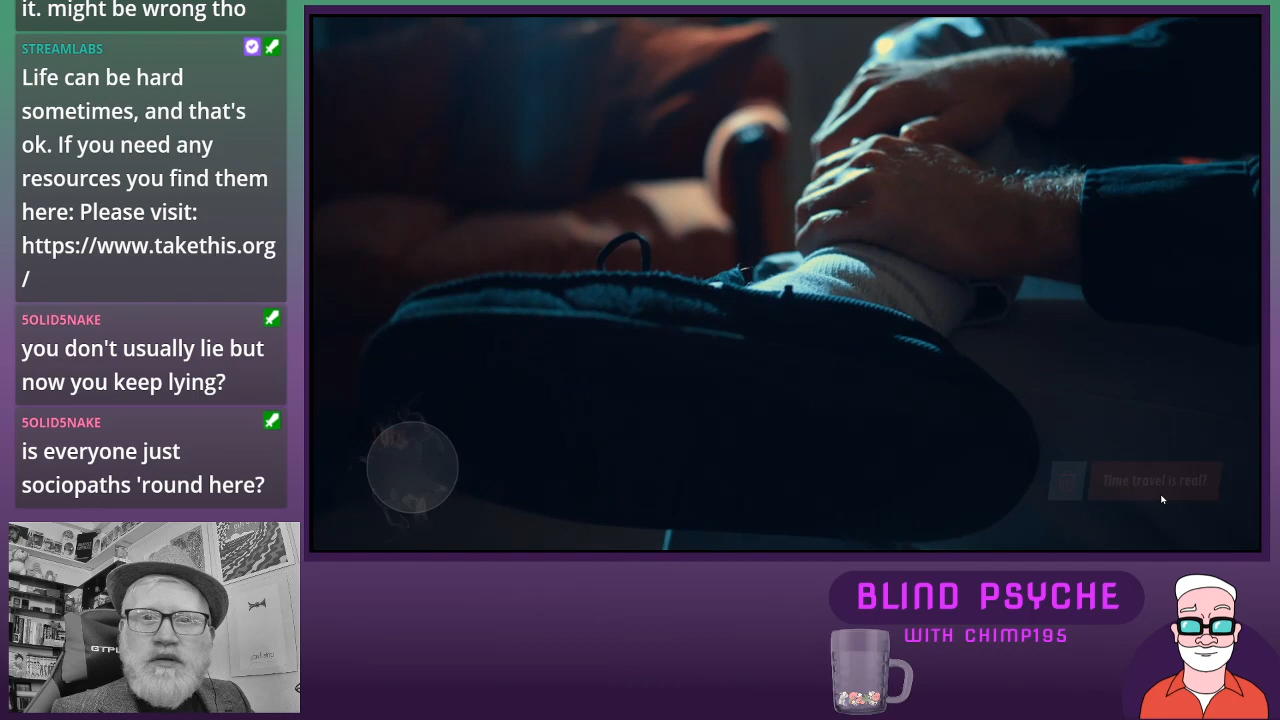 it. might be wrong tho
STREAMLABS
Life can be hard
sometimes, and that's
ok. If you need any
resources you find them
here: Please visit:
https://www.takethis.org
/
5OLID5NAKE
you don't usually lie but
now you keep lying?
5OLID5NAKE
is everyone just
sociopaths 'round here?
Time travel is real?
BLIND PSYCHE
WITH CHIMP195